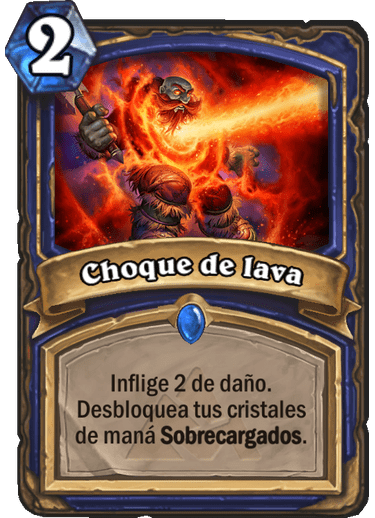 2
Choque de lava
Inflige 2 de daño.
Desbloquea tus cristales
de maná Sobrecargados.